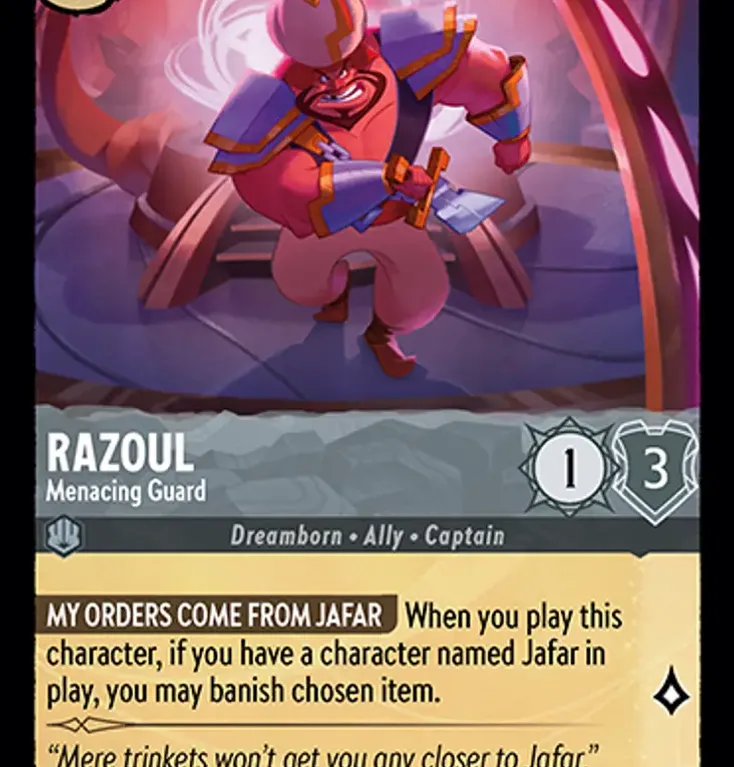 RAZOUL
Menacing Guard
1
3
Dreamborn • Ally • Captain
MY ORDERS COME FROM JAFAR When you play this
character, if you have a character named Jafar in
play, you may banish chosen item.
“Mere trinkets won’t get you any closer to Jafar.”